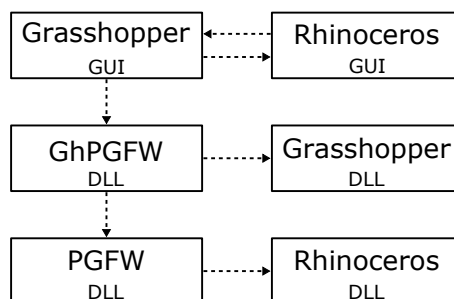 Grasshopper
GUI
Rhinoceros
GUI
GhPGFW
DLL
Grasshopper
DLL
PGFW
DLL
Rhinoceros
DLL